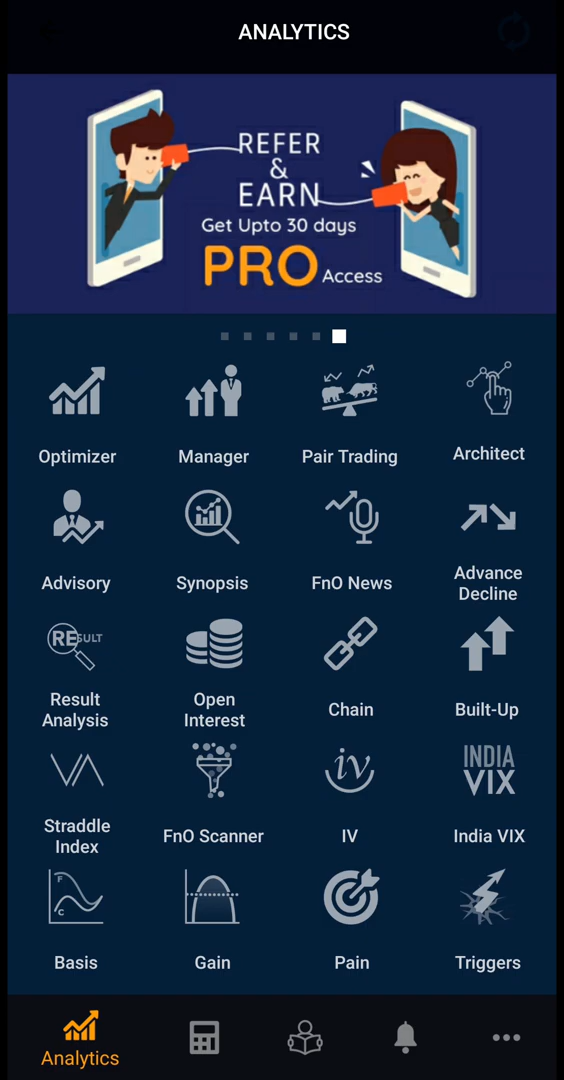 ANALYTICS
REFER
&
EARN
Get Upto 30 days
PRO Access
Optimizer
Manager
Pair Trading
Architect
Advisory
Synopsis
FnO News
Advance
Decline
RESULT
Result
Analysis
Open
Interest
Chain
Built-Up
iv
INDIA
VIX
Straddle
Index
FnO Scanner
IV
India VIX
F
C
Basis
Gain
Pain
Triggers
Analytics